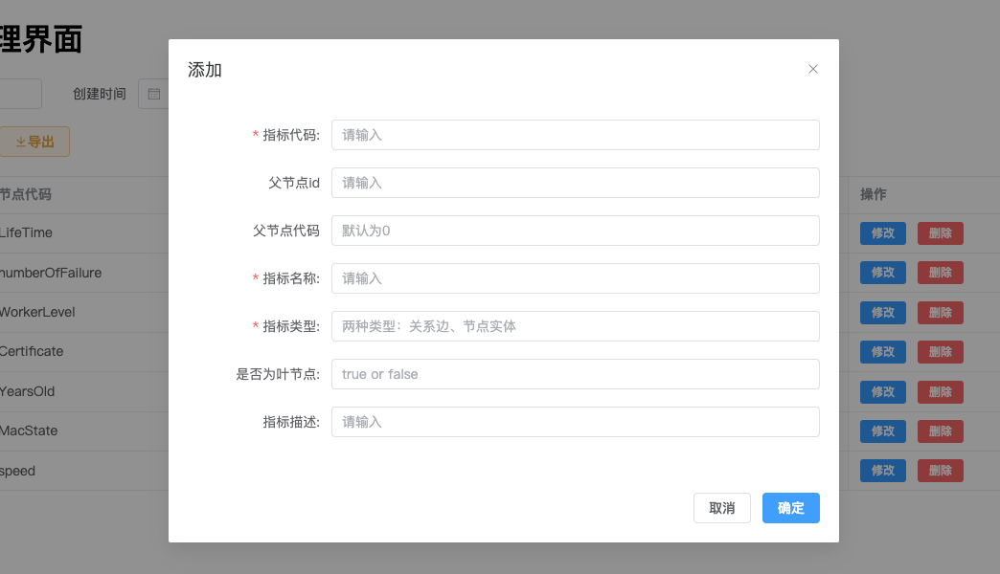 理界面
创建时间
导出
节点代码
操作
LifeTime
修改 删除
numberOfFailure
修改 删除
WorkerLevel
修改 删除
Certificate
修改 删除
YearsOld
修改 删除
MacState
修改 删除
speed
修改 删除
添加
* 指标代码: 请输入
父节点id 请输入
父节点代码 默认为0
* 指标名称: 请输入
* 指标类型: 两种类型：关系边、节点实体
是否为叶节点: true or false
指标描述: 请输入
取消 确定